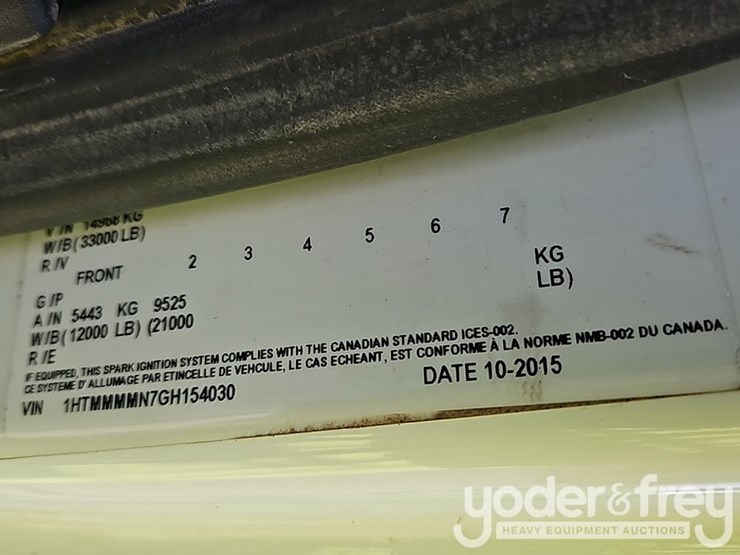 V /N 14968 KG
W/B( 33000 LB)
R /V
FRONT 2 3 4 5 6 7
G /P KG
A /N 5443 KG 9525 LB)
W/B( 12000 LB) (21000
R /E
IF EQUIPPED, THIS SPARK IGNITION SYSTEM COMPLIES WITH THE CANADIAN STANDARD ICES-002.
CE SYSTEME D' ALLUMAGE PAR ETINCELLE DE VEHCULE, LE CAS ECHEANT, EST CONFORME À LA NORME NMB-002 DU CANADA.
VIN 1HTMMMMN7GH154030 DATE 10-2015
yoder&frey
HEAVY EQUIPMENT AUCTIONS